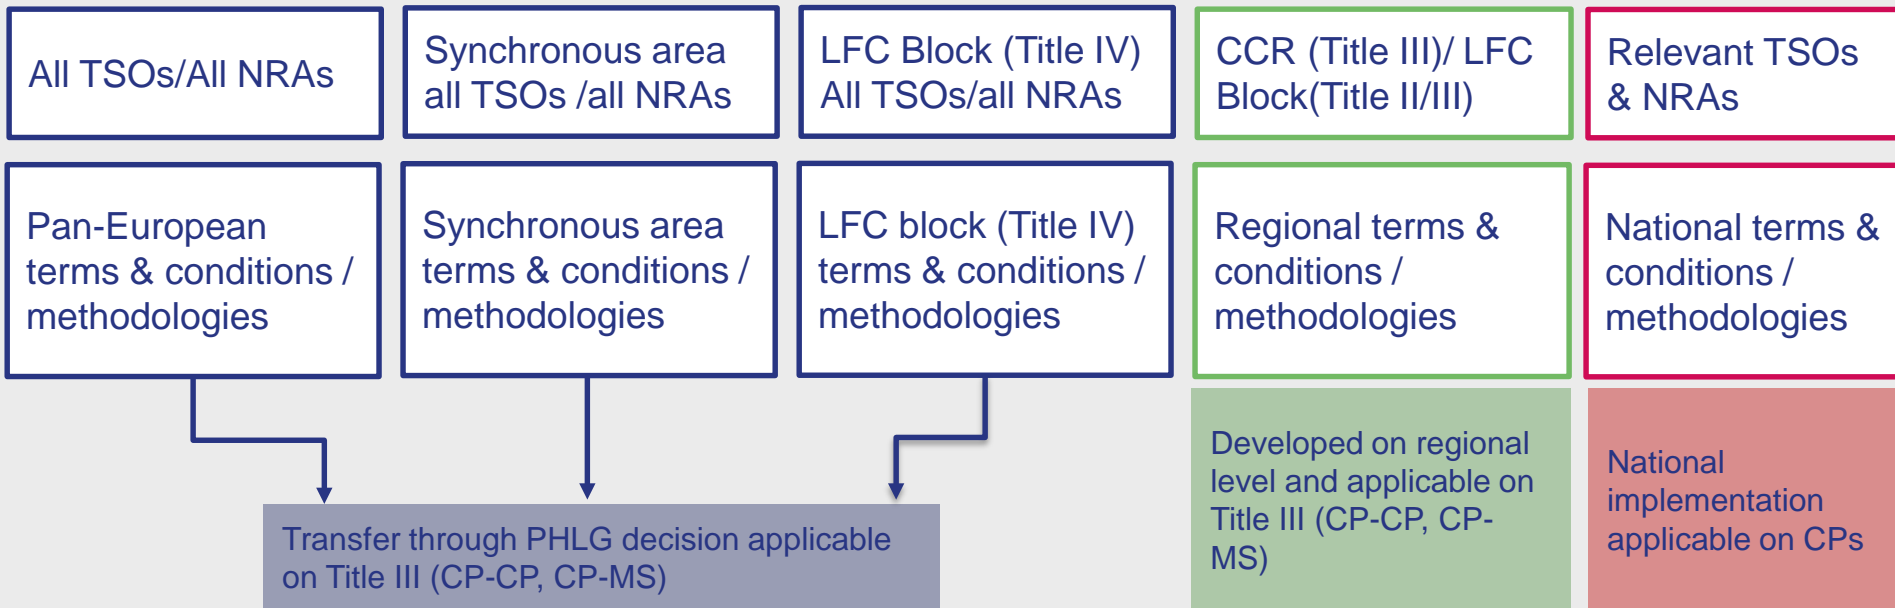 All TSOs/All NRAs
Synchronous area
all TSOs /all NRAs
LFC Block (Title IV)
All TSOs/all NRAs
CCR (Title III)/ LFC
Block(Title II/III)
Relevant TSOs
& NRAs
Pan-European
terms & conditions /
methodologies
Synchronous area
terms & conditions /
methodologies
LFC block (Title IV)
terms & conditions /
methodologies
Regional terms &
conditions /
methodologies
National terms &
conditions /
methodologies
Transfer through PHLG decision applicable
on Title III (CP-CP, CP-MS)
Developed on regional
level and applicable on
Title III (CP-CP, CP-
MS)
National
implementation
applicable on CPs